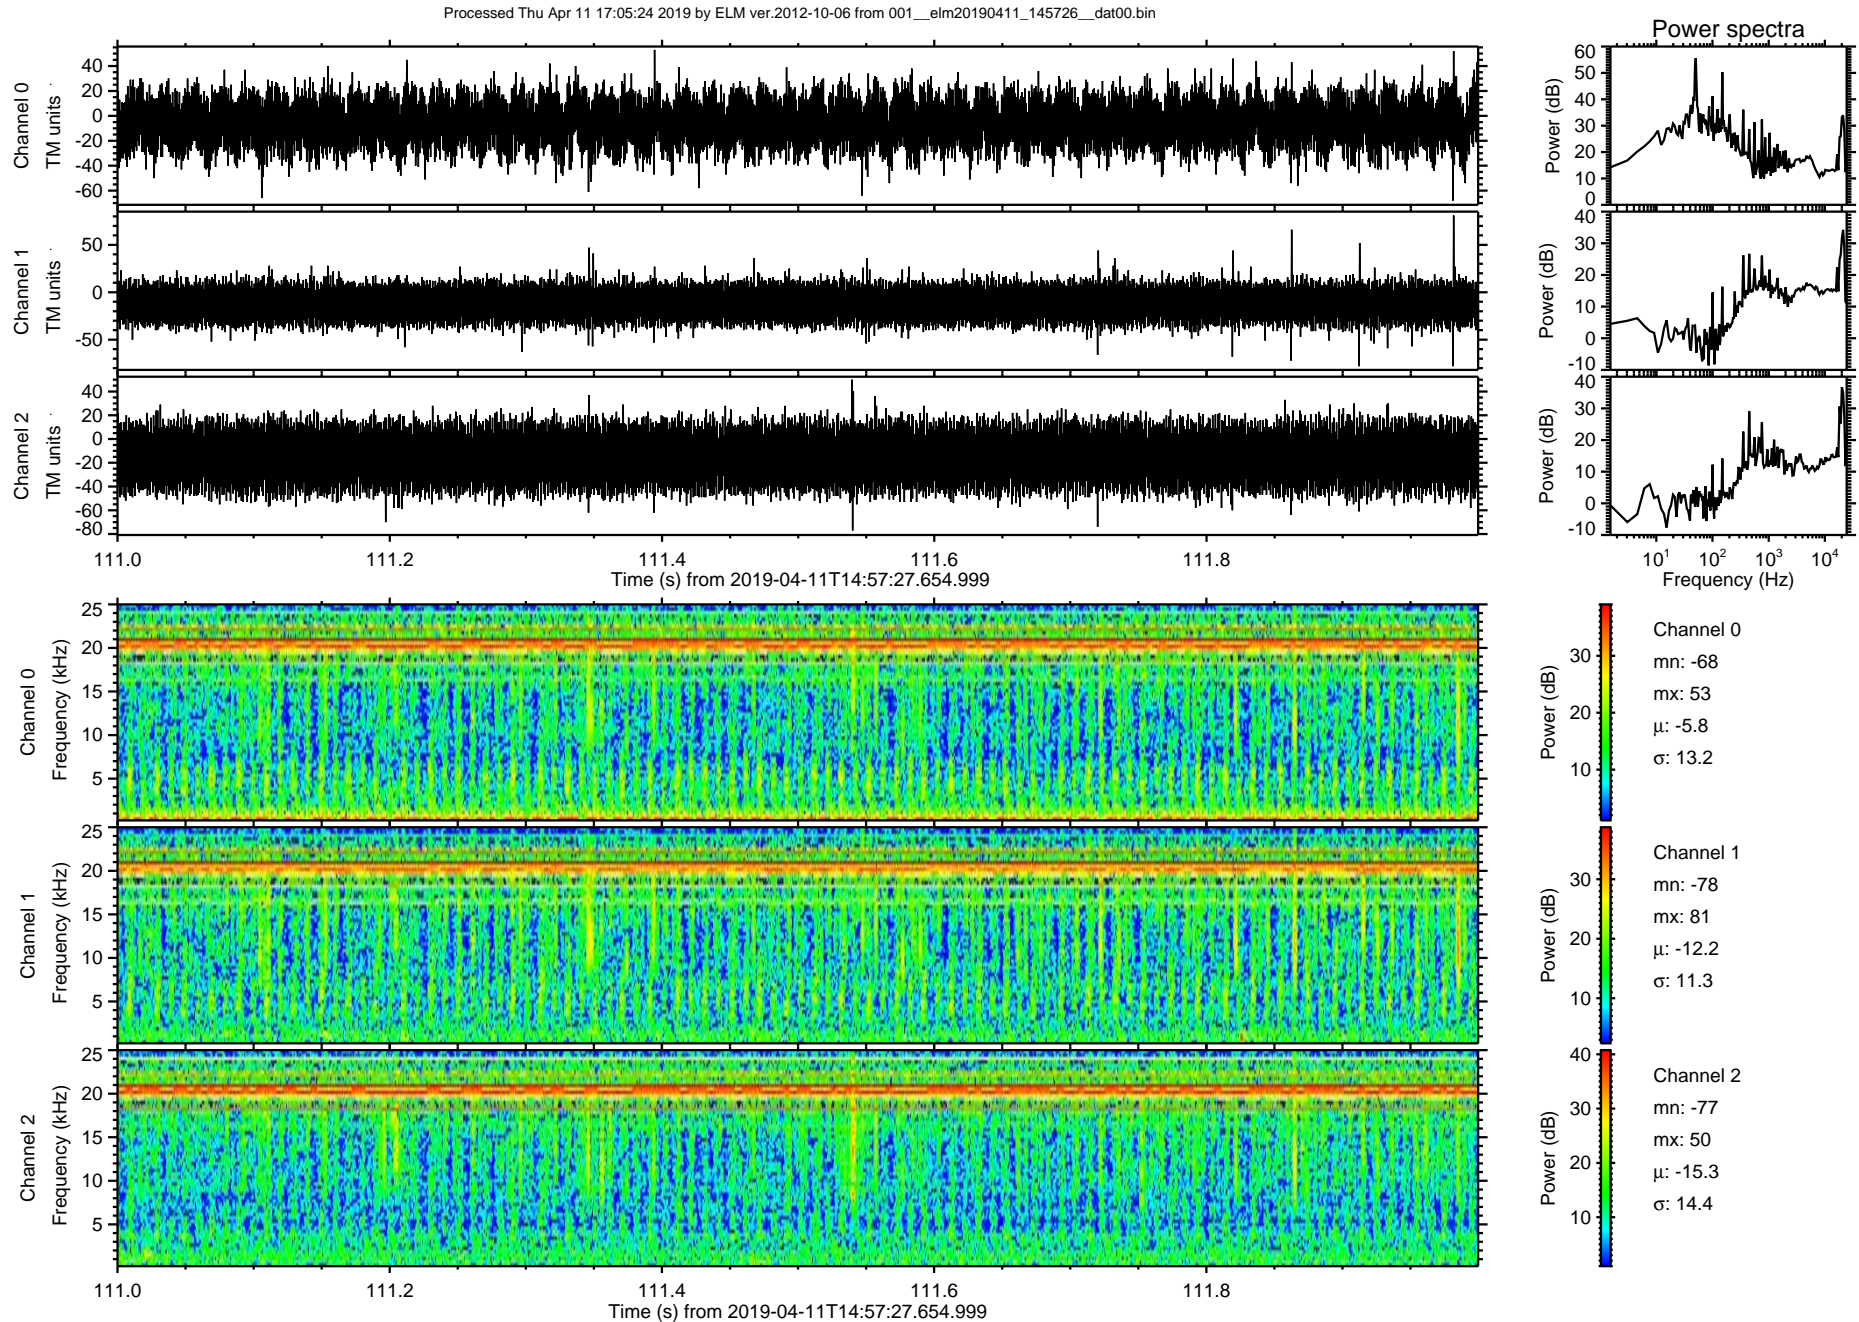 Processed Thu Apr 11 17:05:24 2019 by ELM ver.2012-10-06 from 001__elm20190411_145726__dat00.bin
Power spectra
Channel 0
TM units
40
20
0
-20
-40
-60
Power (dB)
60
50
40
30
20
10
0
Channel 1
TM units
50
0
-50
Power (dB)
40
30
20
10
0
-10
Channel 2
TM units
40
20
0
-20
-40
-60
-80
Power (dB)
40
30
20
10
0
-10
111.0 111.2 111.4 111.6 111.8
Time (s) from 2019-04-11T14:57:27.654.999
10¹ 10² 10³ 10⁴
Frequency (Hz)
Channel 0
Frequency (kHz)
25
20
15
10
5
Power (dB)
30
20
10
Channel 0
mn: -68
mx: 53
μ: -5.8
σ: 13.2
Channel 1
Frequency (kHz)
25
20
15
10
5
Power (dB)
30
20
10
Channel 1
mn: -78
mx: 81
μ: -12.2
σ: 11.3
Channel 2
Frequency (kHz)
25
20
15
10
5
Power (dB)
40
30
20
10
Channel 2
mn: -77
mx: 50
μ: -15.3
σ: 14.4
111.0 111.2 111.4 111.6 111.8
Time (s) from 2019-04-11T14:57:27.654.999